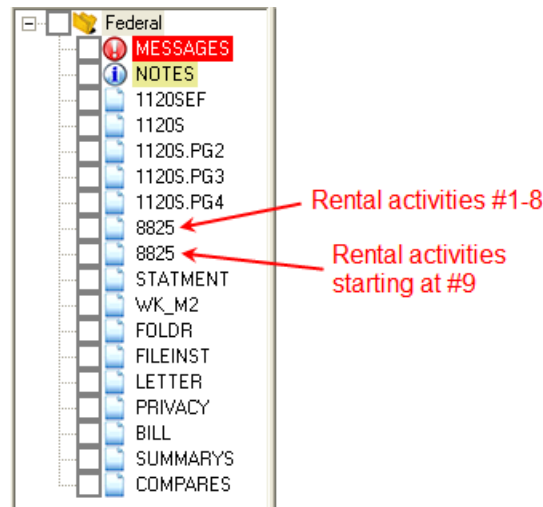 Federal
MESSAGES
NOTES
1120SEF
1120S
1120S.PG2
1120S.PG3
1120S.PG4
Rental activities #1-8
8825
8825
Rental activities
starting at #9
STATMENT
WK_M2
FOLDR
FILEINST
LETTER
PRIVACY
BILL
SUMMARYS
COMPARES